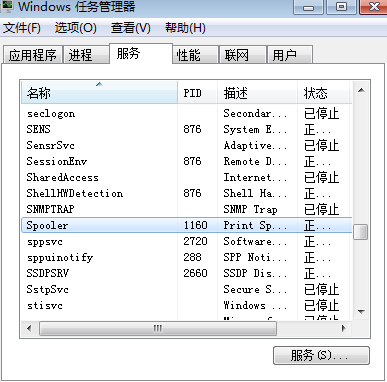 Windows 任务管理器
文件(F) 选项(O) 查看(V) 帮助(H)
应用程序 进程 服务 性能 联网 用户
名称 PID 描述 状态
seclogon Secondar... 已停止
SENS 876 System E... 正...
SensrSvc Adaptive... 已停止
SessionEnv 876 Remote D... 正...
SharedAccess Internet... 已停止
ShellHWDetection 876 Shell Ha... 正...
SNMPTRAP SNMP Trap 已停止
Spooler 1160 Print Sp... 正...
sppsvc 2720 Software... 正...
sppuinotify 288 SPP Noti... 正...
SSDPSRV 2660 SSDP Dis... 正...
SstpSvc Secure S... 已停止
stisvc Windows ... 已停止
服务(S)...